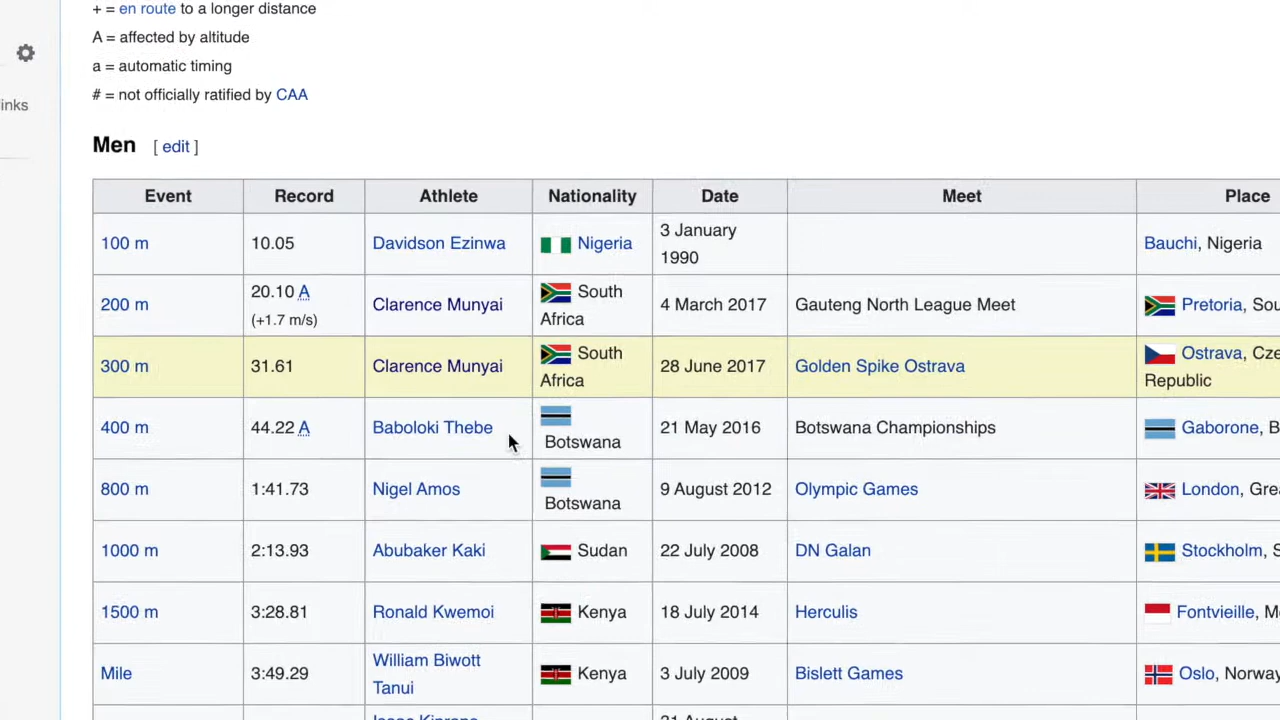 + = en route to a longer distance
A = affected by altitude
a = automatic timing
inks
# = not officially ratified by CAA
Men [ edit ]
Event Record Athlete Nationality Date Meet Place
100 m 10.05 Davidson Ezinwa Nigeria 3 January
1990
Bauchi, Nigeria
200 m 20.10 A
(+1.7 m/s)
Clarence Munyai South
Africa
4 March 2017 Gauteng North League Meet Pretoria, Sou
300 m 31.61 Clarence Munyai South
Africa
28 June 2017 Golden Spike Ostrava Ostrava, Cze
Republic
400 m 44.22 A Baboloki Thebe Botswana 21 May 2016 Botswana Championships Gaborone, B
800 m 1:41.73 Nigel Amos Botswana 9 August 2012 Olympic Games London, Grea
1000 m 2:13.93 Abubaker Kaki Sudan 22 July 2008 DN Galan Stockholm, S
1500 m 3:28.81 Ronald Kwemoi Kenya 18 July 2014 Herculis Fontvieille, M
Mile 3:49.29 William Biwott
Tanui
Kenya 3 July 2009 Bislett Games Oslo, Norway